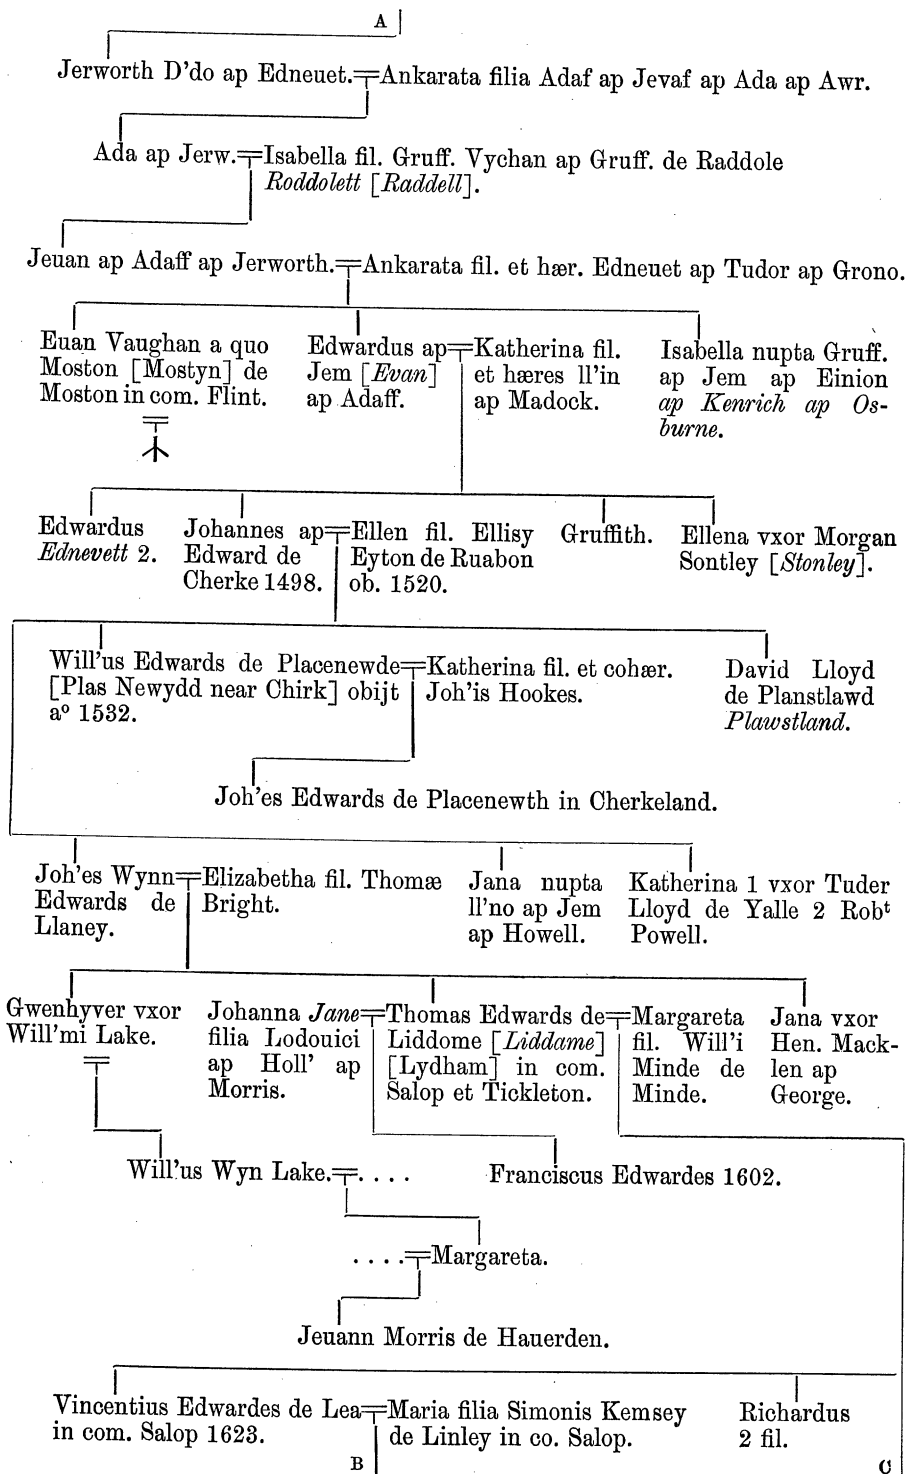 A
Jerworth D'do ap Edneuet.=Ankarata filia Adaf ap Jevaf ap Ada ap Awr.
Ada ap Jerw.=Isabella fil. Gruff. Vychan ap Gruff. de Raddole
Roddolett [Raddell].
Jeuan ap Adaff ap Jerworth.=Ankarata fil. et hær. Edneuet ap Tudor ap Grono.
Euan Vaughan a quo
Moston [Mostyn] de
Moston in com. Flint.
Edwardus ap=
Jem [Evan]
ap Adaff.
Katherina fil.
et hæres ll'in
ap Madock.
Isabella nupta Gruff.
ap Jem ap Einion
ap Kenrich ap Os-
burne.
Edwardus
Ednevett 2.
Johannes ap=
Edward de
Cherke 1498.
Ellen fil. Ellisy
Eyton de Ruabon
ob. 1520.
Gruffith.
Ellena vxor Morgan
Sontley [Stonley].
Will'us Edwards de Placenewde=
[Plas Newydd near Chirk] obijt
aº 1532.
Katherina fil. et cohær.
Joh'is Hookes.
David Lloyd
de Planstlawd
Plawstland.
Joh'es Edwards de Placenewth in Cherkeland.
Joh'es Wynn=
Edwards de
Llaney.
Elizabetha fil. Thomæ
Bright.
Jana nupta
ll'no ap Jem
ap Howell.
Katherina 1 vxor Tuder
Lloyd de Yalle 2 Robᵗ
Powell.
Gwenhyver vxor
Will'mi Lake.
Johanna Jane=
filia Lodouici
ap Holl' ap
Morris.
Thomas Edwards de=
Liddome [Liddame]
[Lydham] in com.
Salop et Tickleton.
Margareta
fil. Will'i
Minde de
Minde.
Jana vxor
Hen. Mack-
len ap
George.
Will'us Wyn Lake.=. . . .
Franciscus Edwardes 1602.
. . . .=Margareta.
Jeuann Morris de Hauerden.
Vincentius Edwardes de Lea=
in com. Salop 1623.
Maria filia Simonis Kemsey
de Linley in co. Salop.
Richardus
2 fil.
B
C